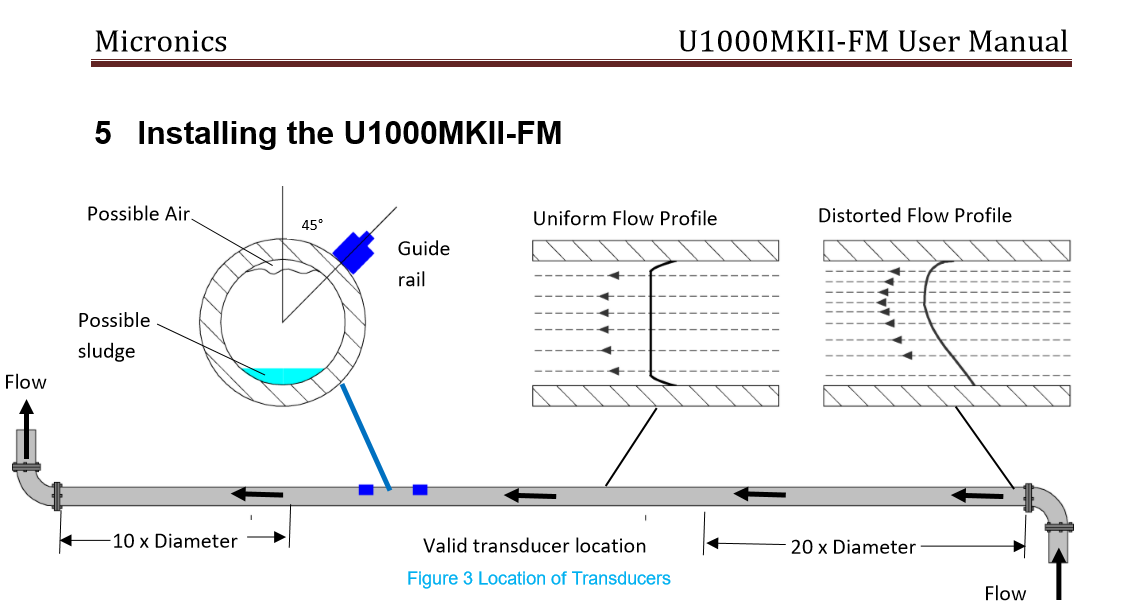 Micronics
U1000MKII-FM User Manual
5 Installing the U1000MKII-FM
Possible Air
45°
Guide
rail
Possible
sludge
Uniform Flow Profile
Distorted Flow Profile
Flow
10 x Diameter
Valid transducer location
20 x Diameter
Figure 3 Location of Transducers
Flow